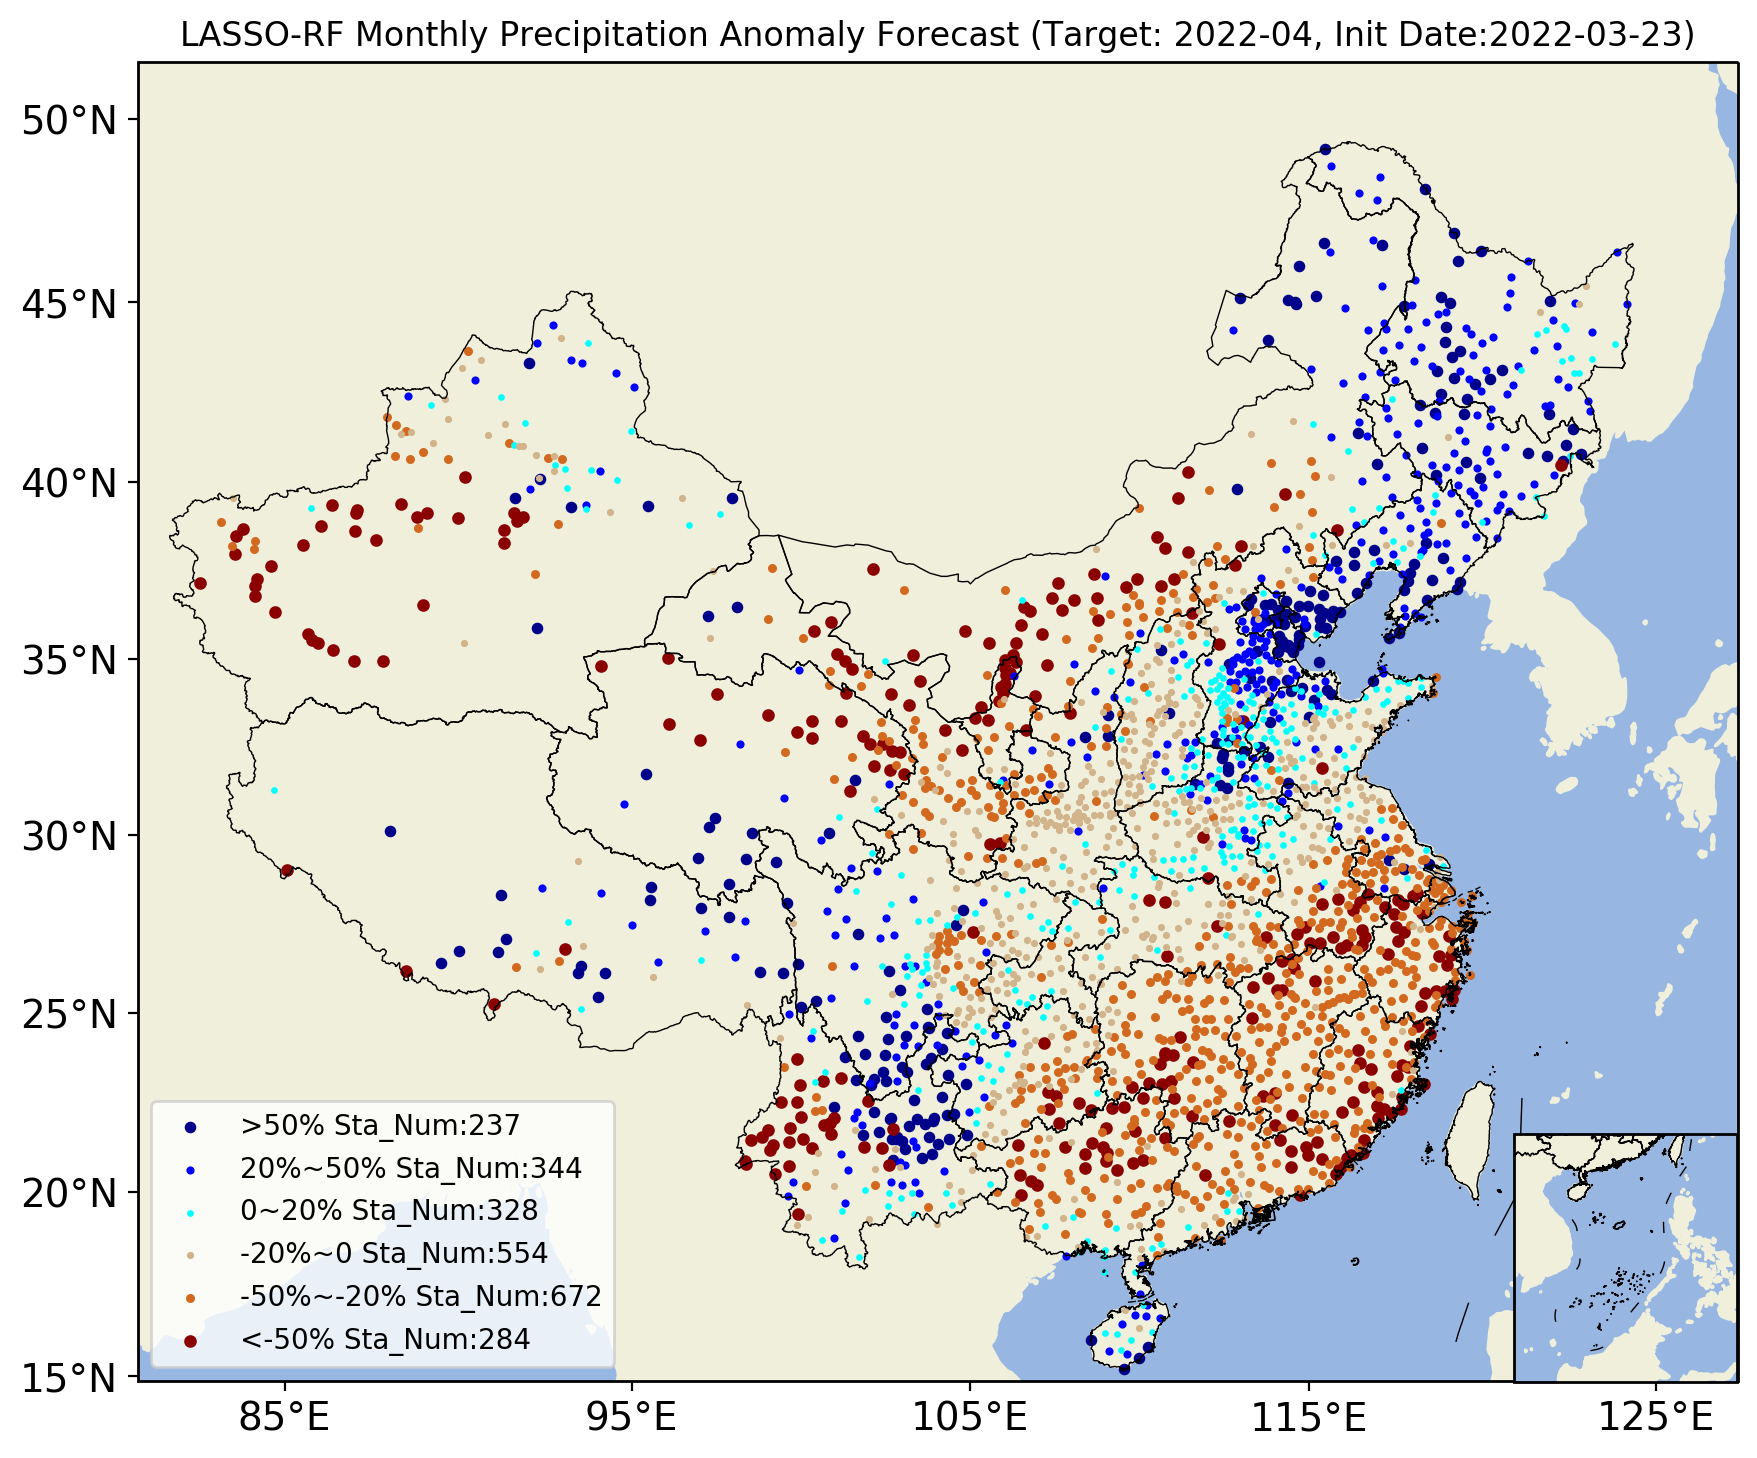 LASSO-RF Monthly Precipitation Anomaly Forecast (Target: 2022-04, Init Date:2022-03-23)
50°N
45°N
40°N
35°N
30°N
25°N
20°N
15°N
>50% Sta_Num:237
20%~50% Sta_Num:344
0~20% Sta_Num:328
-20%~0 Sta_Num:554
-50%~-20% Sta_Num:672
<-50% Sta_Num:284
85°E
95°E
105°E
115°E
125°E